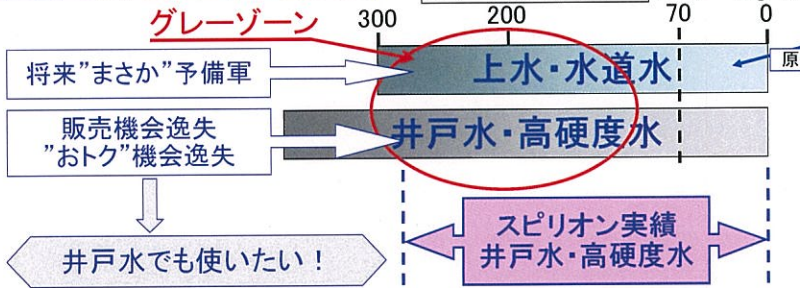 グレーゾーン
300 200 70 0
将来"まさか"予備軍
上水・水道水
原
販売機会逸失
"おトク"機会逸失
井戸水・高硬度水
スピリオン実績
井戸水・高硬度水
井戸水でも使いたい！